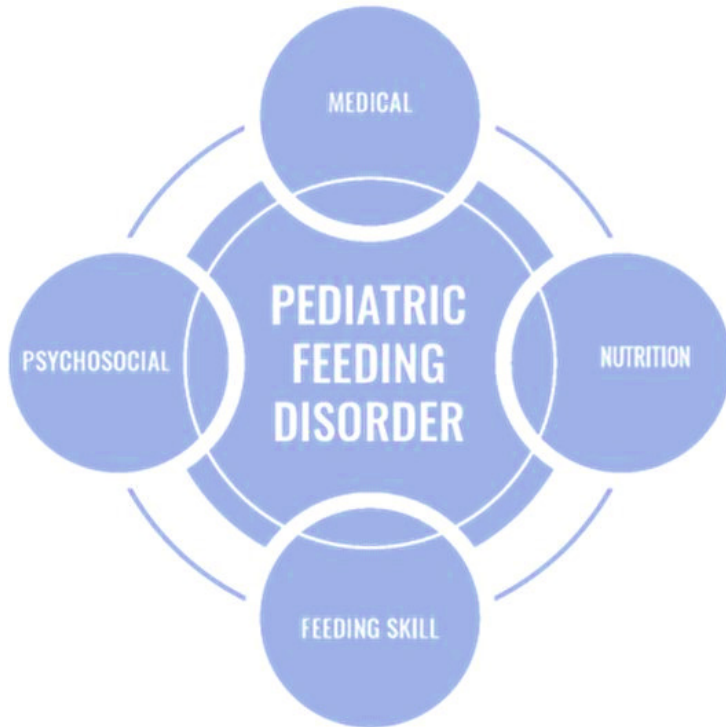 MEDICAL
PEDIATRIC
FEEDING
DISORDER
PSYCHOSOCIAL
NUTRITION
FEEDING SKILL